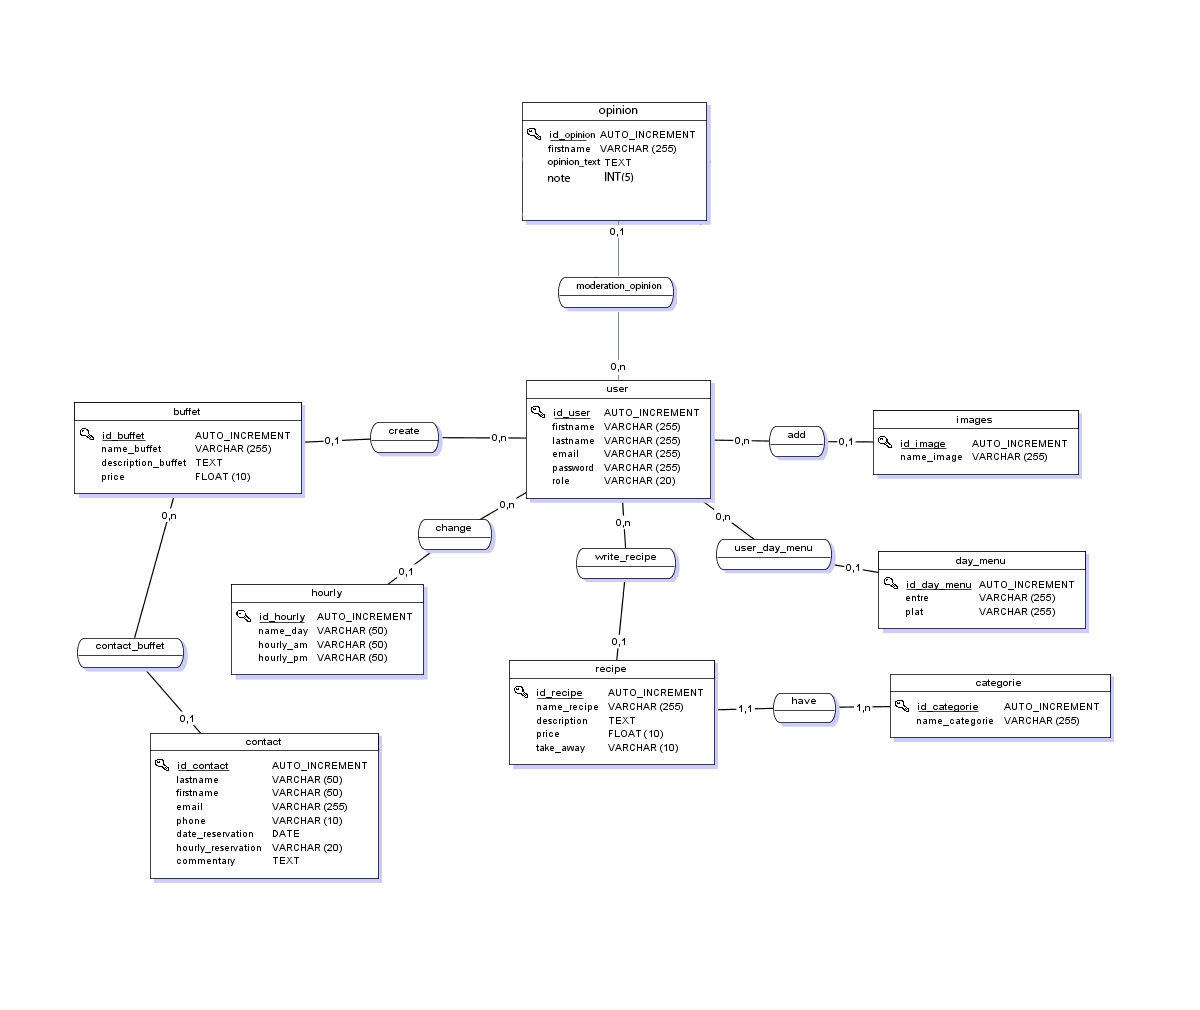 opinion
id_opinion AUTO_INCREMENT
firstname VARCHAR (255)
opinion_text TEXT
note INT(5)
0,1
moderation_opinion
0,n
user
id_user AUTO_INCREMENT
firstname VARCHAR (255)
lastname VARCHAR (255)
email VARCHAR (255)
password VARCHAR (255)
role VARCHAR (20)
buffet
id_buffet AUTO_INCREMENT
name_buffet VARCHAR (255)
description_buffet TEXT
price FLOAT (10)
0,1
create
0,n
0,n
add
0,1
images
id_image AUTO_INCREMENT
name_image VARCHAR (255)
0,n
change
0,1
hourly
id_hourly AUTO_INCREMENT
name_day VARCHAR (50)
hourly_am VARCHAR (50)
hourly_pm VARCHAR (50)
0,n
write_recipe
0,1
0,n
user_day_menu
0,1
day_menu
id_day_menu AUTO_INCREMENT
entre VARCHAR (255)
plat VARCHAR (255)
0,n
contact_buffet
0,1
contact
id_contact AUTO_INCREMENT
lastname VARCHAR (50)
firstname VARCHAR (50)
email VARCHAR (255)
phone VARCHAR (10)
date_reservation DATE
hourly_reservation VARCHAR (20)
commentary TEXT
recipe
id_recipe AUTO_INCREMENT
name_recipe VARCHAR (255)
description TEXT
price FLOAT (10)
take_away VARCHAR (10)
1,1
have
1,n
categorie
id_categorie AUTO_INCREMENT
name_categorie VARCHAR (255)